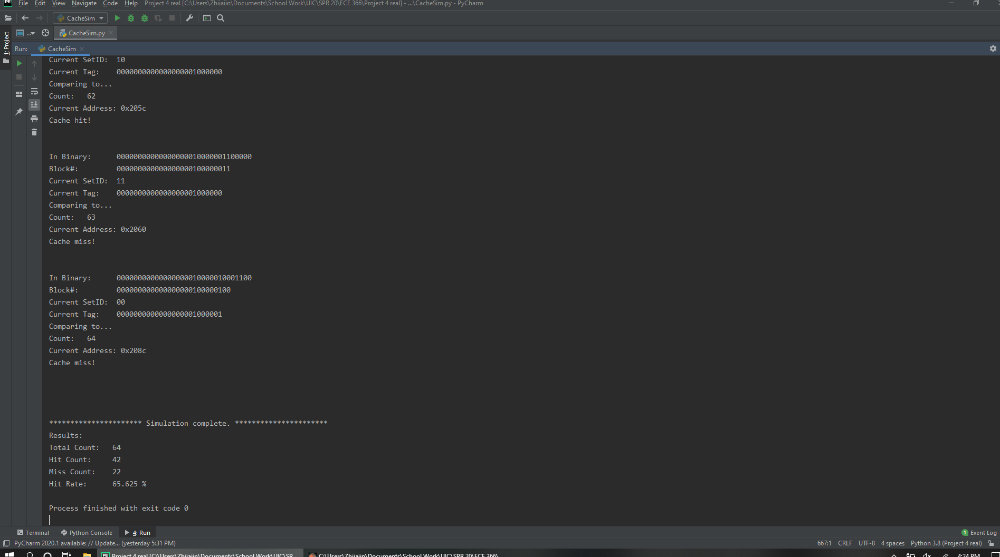 PE File Edit View Navigate Code Help Project 4 real [C:\Users\Zhiiaiin\Documents\School Work\UIC\SPR 20\ECE 366\Project 4 real] - ...\CacheSim.py - PyCharm
CacheSim
... CacheSim.py
1: Project
Run: CacheSim
Current SetID: 10
Current Tag: 0000000000000000001000000
Comparing to...
Count: 62
Current Address: 0x205c
Cache hit!
In Binary: 00000000000000000010000001100000
Block#: 000000000000000000100000011
Current SetID: 11
Current Tag: 0000000000000000001000000
Comparing to...
Count: 63
Current Address: 0x2060
Cache miss!
In Binary: 00000000000000000010000010001100
Block#: 000000000000000000100000100
Current SetID: 00
Current Tag: 0000000000000000001000001
Comparing to...
Count: 64
Current Address: 0x208c
Cache miss!
********************** Simulation complete. **********************
Results:
Total Count: 64
Hit Count: 42
Miss Count: 22
Hit Rate: 65.625 %
Process finished with exit code 0
Terminal Python Console 4: Run 1 Event Log
PyCharm 2020.1 available: // Update... (yesterday 5:31 PM) 667:1 CRLF UTF-8 4 spaces Python 3.8 (Project 4 real)
PE Project 4 real [C:\Users\Zhiiaiin\Documents\School Work\UIC\SP... C:\Users\Zhiiaiin\Documents\School Work\UIC\SPR 20\ECE 366\ 4:24 PM